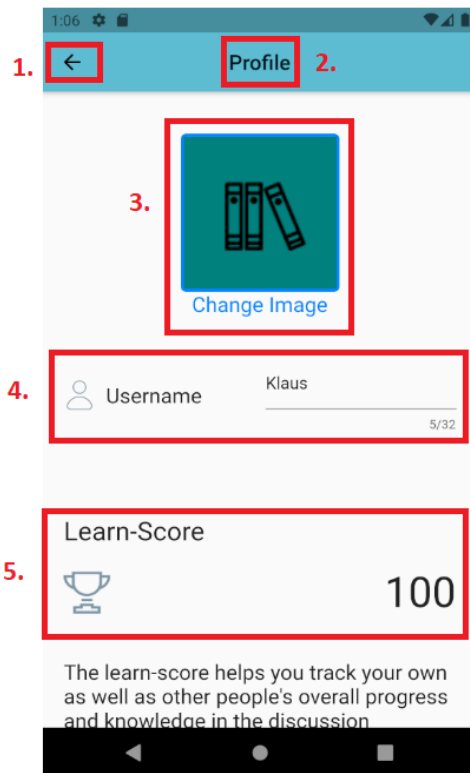 1:06
1.
Profile
2.
3.
Change Image
4.
Username
Klaus
5/32
5.
Learn-Score
100
The learn-score helps you track your own
as well as other people's overall progress
and knowledge in the discussion